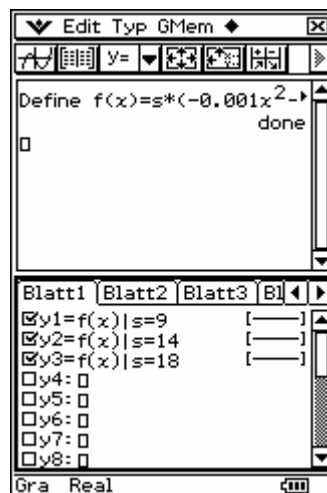 Edit Typ GMem ◆
y=
Define f(x)=s*(-0.001x²-
done
Blatt1 Blatt2 Blatt3 Bl
y1=f(x)|s=9 [——]
y2=f(x)|s=14 [——]
y3=f(x)|s=18 [——]
y4:
y5:
y6:
y7:
y8:
Gra Real